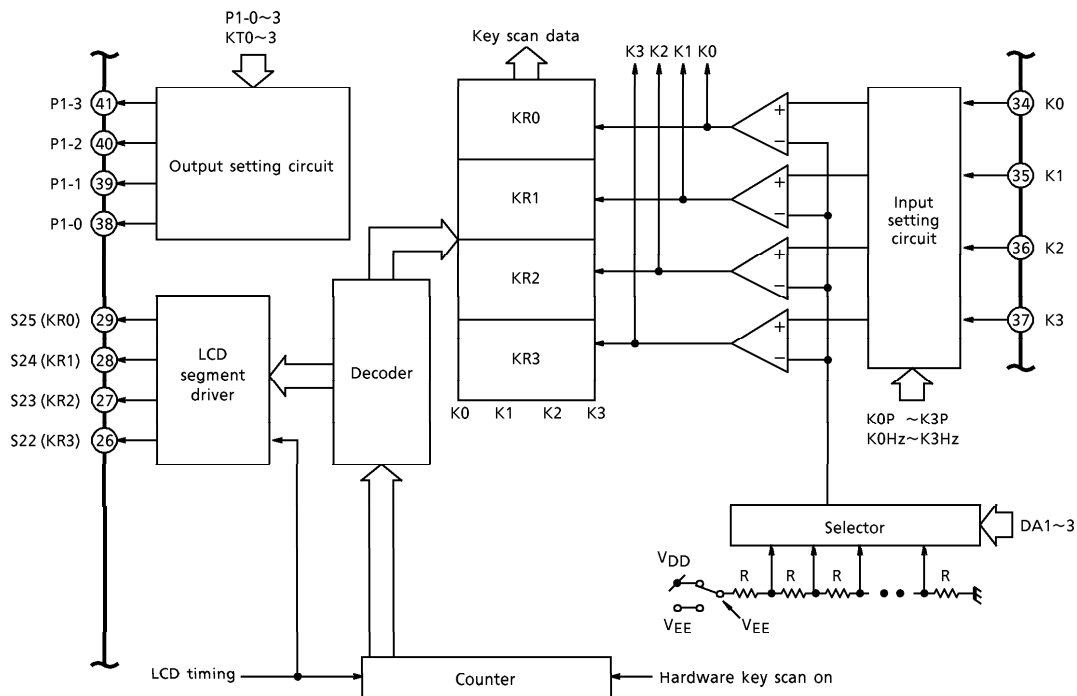 P1-0~3
KT0~3
Key scan data
K3 K2 K1 K0
P1-3 41
P1-2 40
P1-1 39
P1-0 38
Output setting circuit
KR0
KR1
KR2
KR3
K0 K1 K2 K3
+
−
+
−
+
−
+
−
Input
setting
circuit
34 K0
35 K1
36 K2
37 K3
K0P ~K3P
K0Hz~K3Hz
S25 (KR0) 29
S24 (KR1) 28
S23 (KR2) 27
S22 (KR3) 26
LCD
segment
driver
Decoder
Selector
DA1~3
VDD
R R R R
VEE VEE
LCD timing
Counter
Hardware key scan on